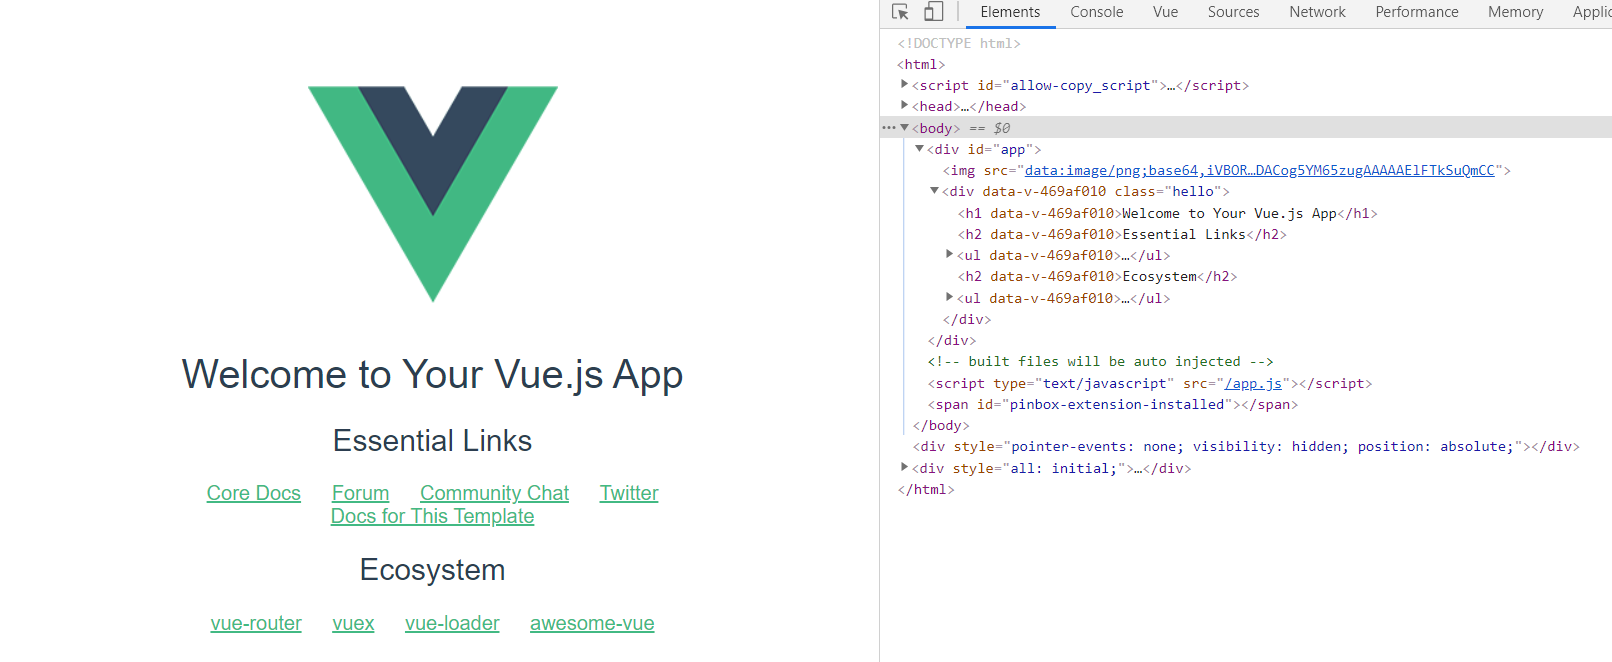 Welcome to Your Vue.js App
Essential Links
Core Docs Forum Community Chat Twitter
Docs for This Template
Ecosystem
vue-router vuex vue-loader awesome-vue
Elements Console Vue Sources Network Performance Memory Applic
<!DOCTYPE html>
<html>
<script id="allow-copy_script">…</script>
<head>…</head>
<body> == $0
<div id="app">
<img src="data:image/png;base64,iVBOR…DACog5YM65zugAAAAAElFTkSuQmCC">
<div data-v-469af010 class="hello">
<h1 data-v-469af010>Welcome to Your Vue.js App</h1>
<h2 data-v-469af010>Essential Links</h2>
<ul data-v-469af010>…</ul>
<h2 data-v-469af010>Ecosystem</h2>
<ul data-v-469af010>…</ul>
</div>
</div>
<!-- built files will be auto injected -->
<script type="text/javascript" src="/app.js"></script>
<span id="pinbox-extension-installed"></span>
</body>
<div style="pointer-events: none; visibility: hidden; position: absolute;"></div>
<div style="all: initial;">…</div>
</html>